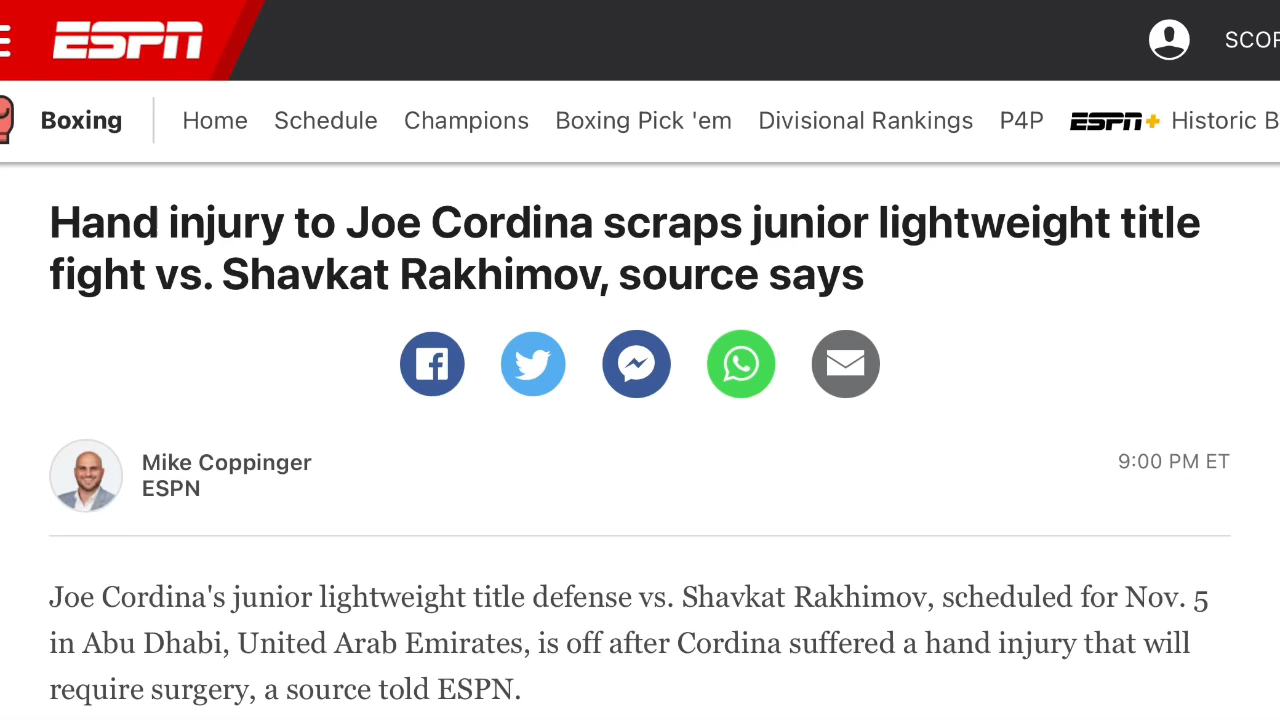 ESPN
SCOR
Boxing Home Schedule Champions Boxing Pick 'em Divisional Rankings P4P ESPN+ Historic B
Hand injury to Joe Cordina scraps junior lightweight title
fight vs. Shavkat Rakhimov, source says
Mike Coppinger
ESPN
9:00 PM ET
Joe Cordina's junior lightweight title defense vs. Shavkat Rakhimov, scheduled for Nov. 5
in Abu Dhabi, United Arab Emirates, is off after Cordina suffered a hand injury that will
require surgery, a source told ESPN.